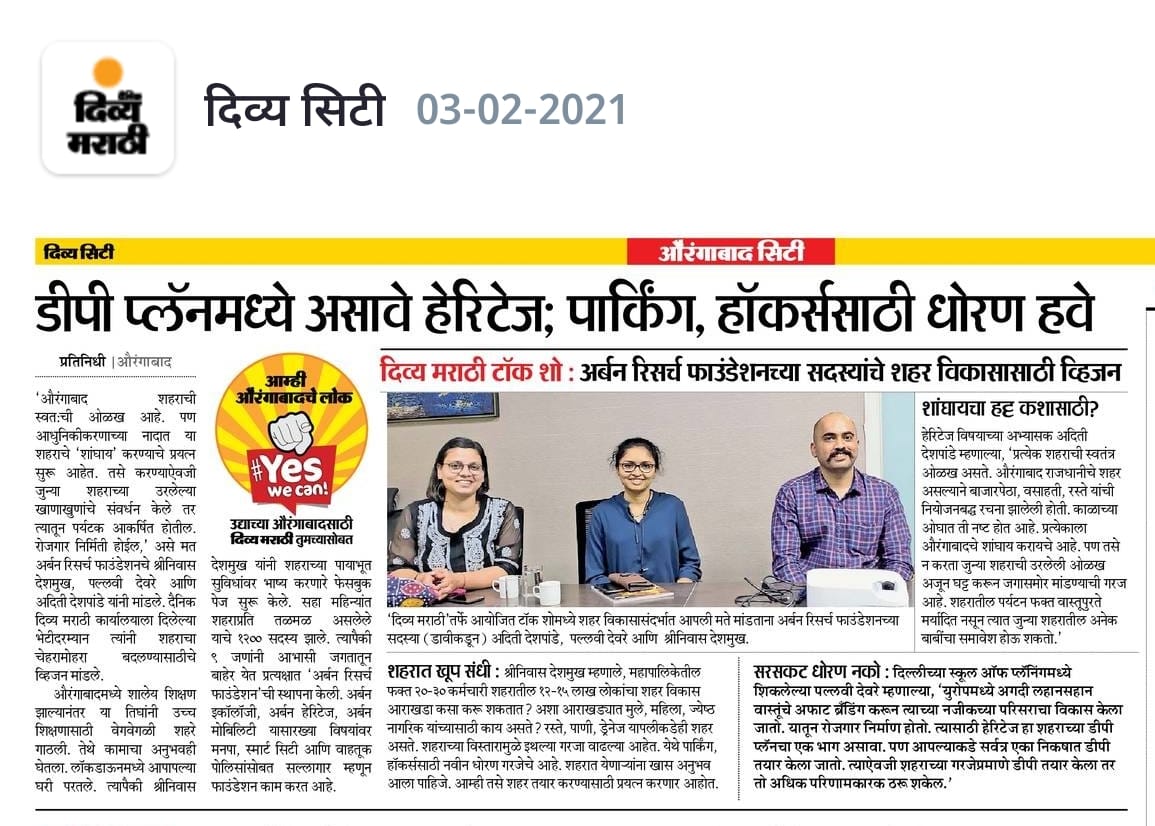 दिव्य मराठी
दिव्य सिटी 03-02-2021
दिव्य सिटी
औरंगाबाद सिटी
डीपी प्लॅनमध्ये असावे हेरिटेज; पार्किंग, हॉकर्ससाठी धोरण हवे
प्रतिनिधी | औरंगाबाद
‘औरंगाबाद शहराची
स्वत:ची ओळख आहे. पण
आधुनिकीकरणाच्या नादात या
शहराचे ‘शांघाय’ करण्याचे प्रयत्न
सुरू आहेत. तसे करण्याऐवजी
जुन्या शहराच्या उरलेल्या
खाणाखुणांचे संवर्धन केले तर
त्यातून पर्यटक आकर्षित होतील.
रोजगार निर्मिती होईल,’ असे मत
अर्बन रिसर्च फाउंडेशनचे श्रीनिवास
देशमुख, पल्लवी देवरे आणि
अदिती देशपांडे यांनी मांडले. दैनिक
दिव्य मराठी कार्यालयाला दिलेल्या
भेटीदरम्यान त्यांनी शहराचा
चेहरामोहरा बदलण्यासाठीचे
व्हिजन मांडले.
औरंगाबादमध्ये शालेय शिक्षण
झाल्यानंतर या तिघांनी उच्च
शिक्षणासाठी वेगवेगळी शहरे
गाठली. तेथे कामाचा अनुभवही
घेतला. लॉकडाऊनमध्ये आपापल्या
घरी परतले. त्यापैकी श्रीनिवास
आम्ही
औरंगाबादचे लोक
#Yes
we can!
उद्याच्या औरंगाबादसाठी
दिव्य मराठी तुमच्यासोबत
देशमुख यांनी शहराच्या पायाभूत
सुविधांवर भाष्य करणारे फेसबुक
पेज सुरू केले. सहा महिन्यांत
शहराप्रति तळमळ असलेले
याचे १२०० सदस्य झाले. त्यापैकी
९ जणांनी आभासी जगतातून
बाहेर येत प्रत्यक्षात ‘अर्बन रिसर्च
फाउंडेशन’ची स्थापना केली. अर्बन
इकॉलॉजी, अर्बन हेरिटेज, अर्बन
मोबिलिटी यासारख्या विषयांवर
मनपा, स्मार्ट सिटी आणि वाहतूक
पोलिसांसोबत सल्लागार म्हणून
फाउंडेशन काम करत आहे.
दिव्य मराठी टॉक शो : अर्बन रिसर्च फाउंडेशनच्या सदस्यांचे शहर विकासासाठी व्हिजन
‘दिव्य मराठी’तर्फे आयोजित टॉक शोमध्ये शहर विकासासंदर्भात आपली मते मांडताना अर्बन रिसर्च फाउंडेशनच्या
सदस्या (डावीकडून) अदिती देशपांडे, पल्लवी देवरे आणि श्रीनिवास देशमुख.
शांघायचा हट्ट कशासाठी?
हेरिटेज विषयाच्या अभ्यासक अदिती
देशपांडे म्हणाल्या, ‘प्रत्येक शहराची स्वतंत्र
ओळख असते. औरंगाबाद राजधानीचे शहर
असल्याने बाजारपेठा, वसाहती, रस्ते यांची
नियोजनबद्ध रचना झालेली होती. काळाच्या
ओघात ती नष्ट होत आहे. प्रत्येकाला
औरंगाबादचे शांघाय करायचे आहे. पण तसे
न करता जुन्या शहराची उरलेली ओळख
अजून घट्ट करून जगासमोर मांडण्याची गरज
आहे. शहरातील पर्यटन फक्त वास्तूपुरते
मर्यादित नसून त्यात जुन्या शहरातील अनेक
बाबींचा समावेश होऊ शकतो.’
शहरात खूप संधी : श्रीनिवास देशमुख म्हणाले, महापालिकेतील
फक्त २०-३० कर्मचारी शहरातील १२-१५ लाख लोकांचा शहर विकास
आराखडा कसा करू शकतात? अशा आराखड्यात मुले, महिला, ज्येष्ठ
नागरिक यांच्यासाठी काय असते? रस्ते, पाणी, ड्रेनेज यापलीकडेही शहर
असते. शहराच्या विस्तारामुळे इथल्या गरजा वाढल्या आहेत. येथे पार्किंग,
हॉकर्ससाठी नवीन धोरण गरजेचे आहे. शहरात येणाऱ्यांना खास अनुभव
आला पाहिजे. आम्ही तसे शहर तयार करण्यासाठी प्रयत्न करणार आहोत.
सरसकट धोरण नको : दिल्लीच्या स्कूल ऑफ प्लॅनिंगमध्ये
शिकलेल्या पल्लवी देवरे म्हणाल्या, ‘युरोपमध्ये अगदी लहानसहान
वास्तूंचे अफाट ब्रँडिंग करून त्याच्या नजीकच्या परिसराचा विकास केला
जातो. यातून रोजगार निर्माण होतो. त्यासाठी हेरिटेज हा शहराच्या डीपी
प्लॅनचा एक भाग असावा. पण आपल्याकडे सर्वत्र एका निकषात डीपी
तयार केला जातो. त्याऐवजी शहराच्या गरजेप्रमाणे डीपी तयार केला तर
तो अधिक परिणामकारक ठरू शकेल.’